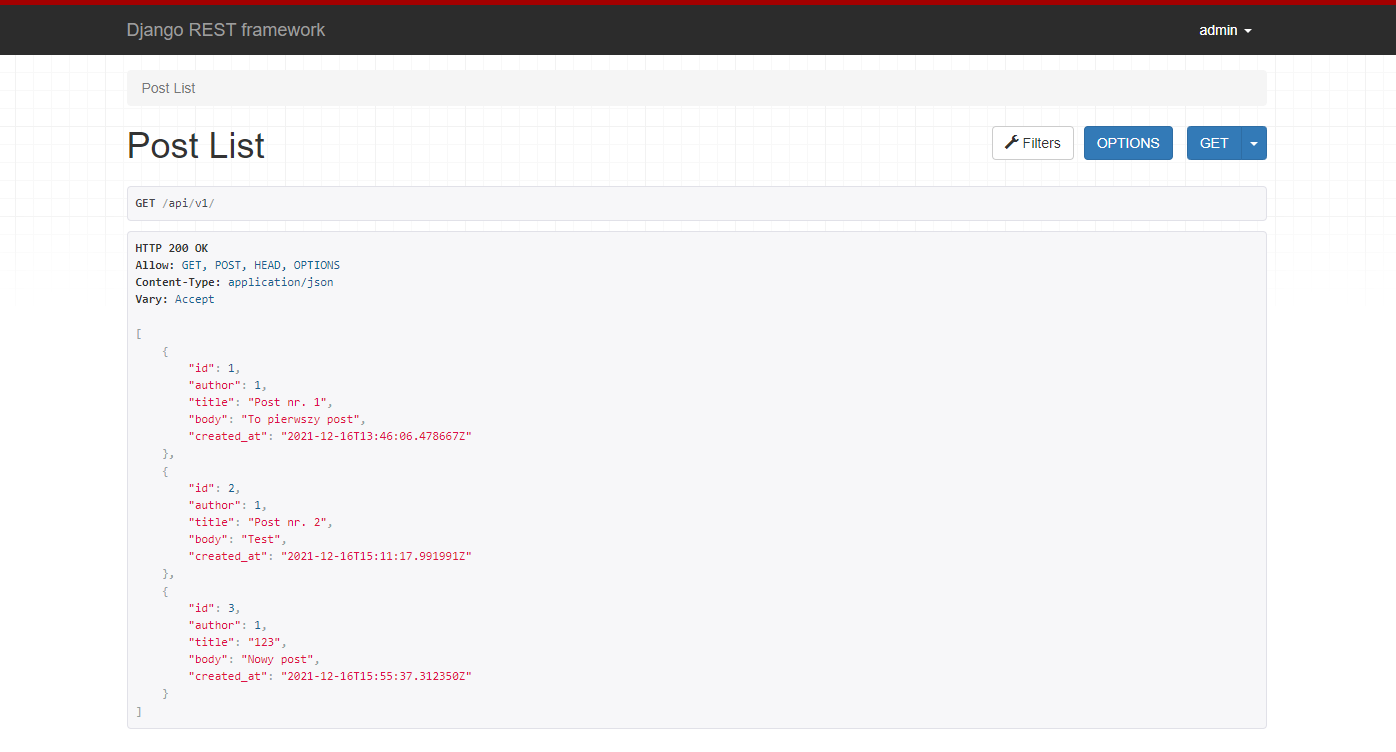 Django REST framework
admin
Post List
Post List
Filters
OPTIONS
GET
GET /api/v1/
HTTP 200 OK
Allow: GET, POST, HEAD, OPTIONS
Content-Type: application/json
Vary: Accept
[
    {
        "id": 1,
        "author": 1,
        "title": "Post nr. 1",
        "body": "To pierwszy post",
        "created_at": "2021-12-16T13:46:06.478667Z"
    },
    {
        "id": 2,
        "author": 1,
        "title": "Post nr. 2",
        "body": "Test",
        "created_at": "2021-12-16T15:11:17.991991Z"
    },
    {
        "id": 3,
        "author": 1,
        "title": "123",
        "body": "Nowy post",
        "created_at": "2021-12-16T15:55:37.312350Z"
    }
]